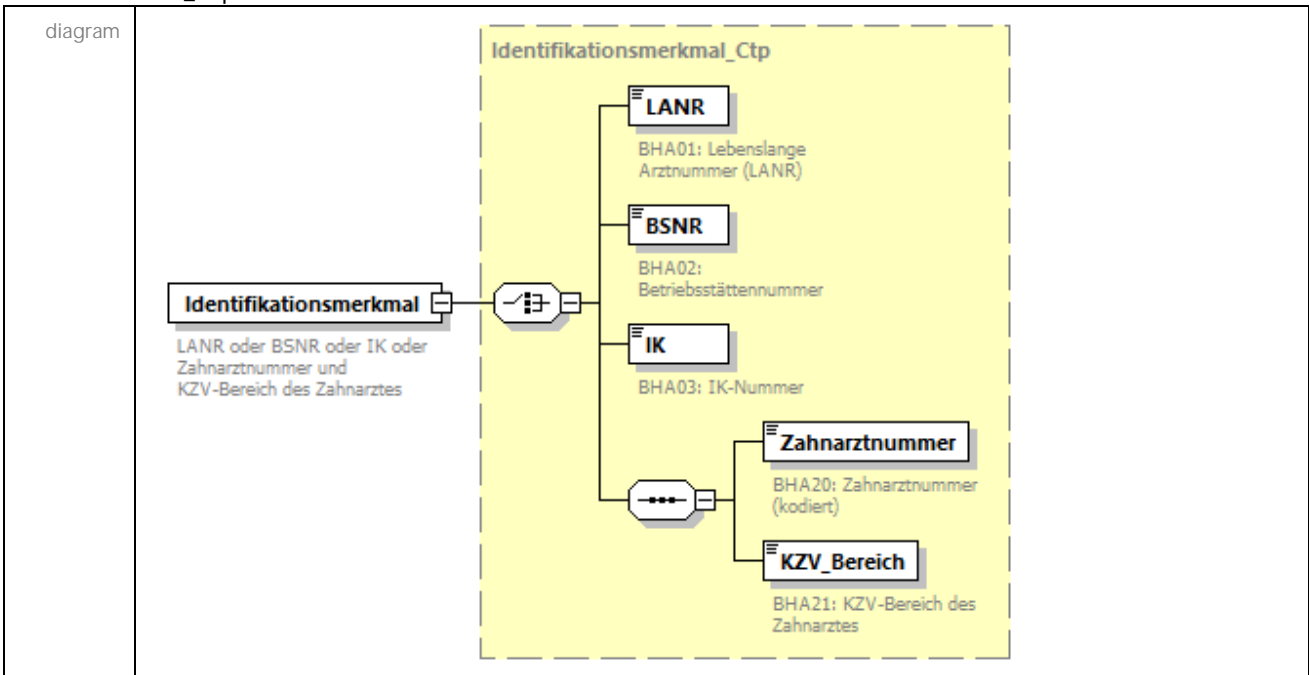 diagram
Identifikationsmerkmal_Ctp
LANR
BHA01: Lebenslange
Arztnummer (LANR)
BSNR
BHA02:
Betriebsstättennummer
Identifikationsmerkmal
LANR oder BSNR oder IK oder
Zahnarztnummer und
KZV-Bereich des Zahnarztes
IK
BHA03: IK-Nummer
Zahnarztnummer
BHA20: Zahnarztnummer
(kodiert)
KZV_Bereich
BHA21: KZV-Bereich des
Zahnarztes